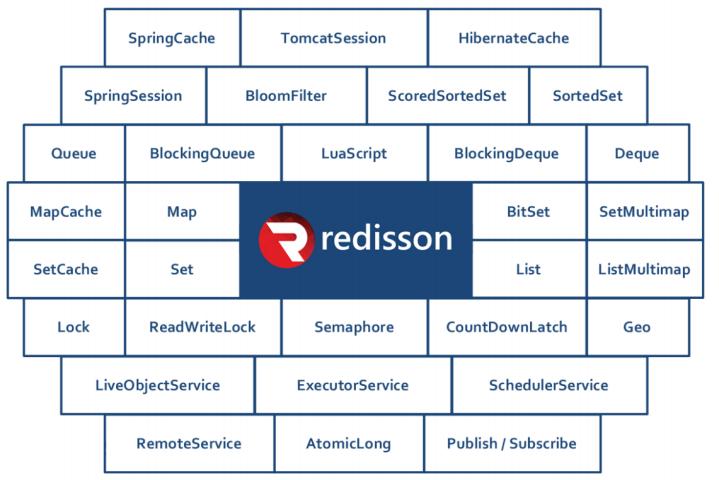 SpringCache TomcatSession HibernateCache
SpringSession BloomFilter ScoredSortedSet SortedSet
Queue BlockingQueue LuaScript BlockingDeque Deque
MapCache Map BitSet SetMultimap
redisson
SetCache Set List ListMultimap
Lock ReadWriteLock Semaphore CountDownLatch Geo
LiveObjectService ExecutorService SchedulerService
RemoteService AtomicLong Publish / Subscribe